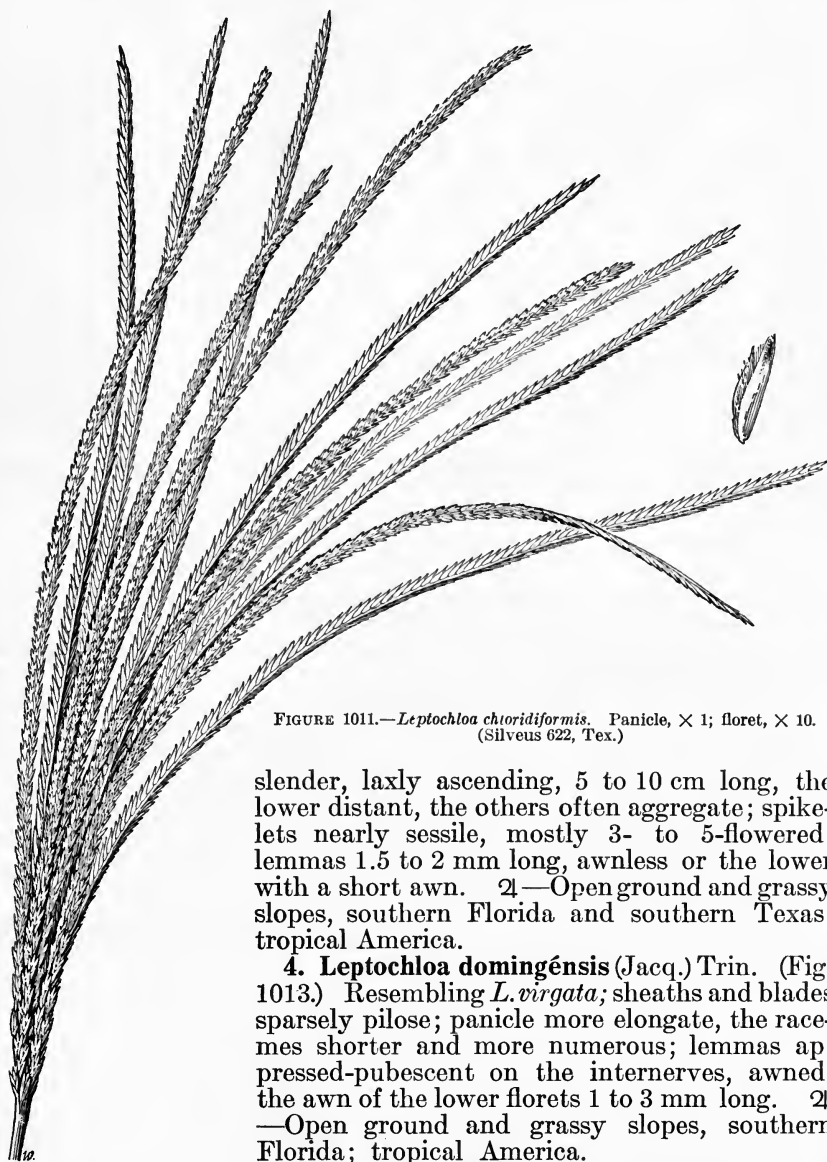 FIGURE 1011.—Leptochloa chloridiformis. Panicle, × 1; floret, × 10.
(Silveus 622, Tex.)
slender, laxly ascending, 5 to 10 cm long, the
lower distant, the others often aggregate; spike-
lets nearly sessile, mostly 3- to 5-flowered
lemmas 1.5 to 2 mm long, awnless or the lower
with a short awn. ♃—Open ground and grassy
slopes, southern Florida and southern Texas
tropical America.
4. Leptochloa domingénsis (Jacq.) Trin. (Fig.
1013.) Resembling L. virgata; sheaths and blades
sparsely pilose; panicle more elongate, the race-
mes shorter and more numerous; lemmas ap
pressed-pubescent on the internerves, awned
the awn of the lower florets 1 to 3 mm long. ♃
—Open ground and grassy slopes, southern
Florida; tropical America.